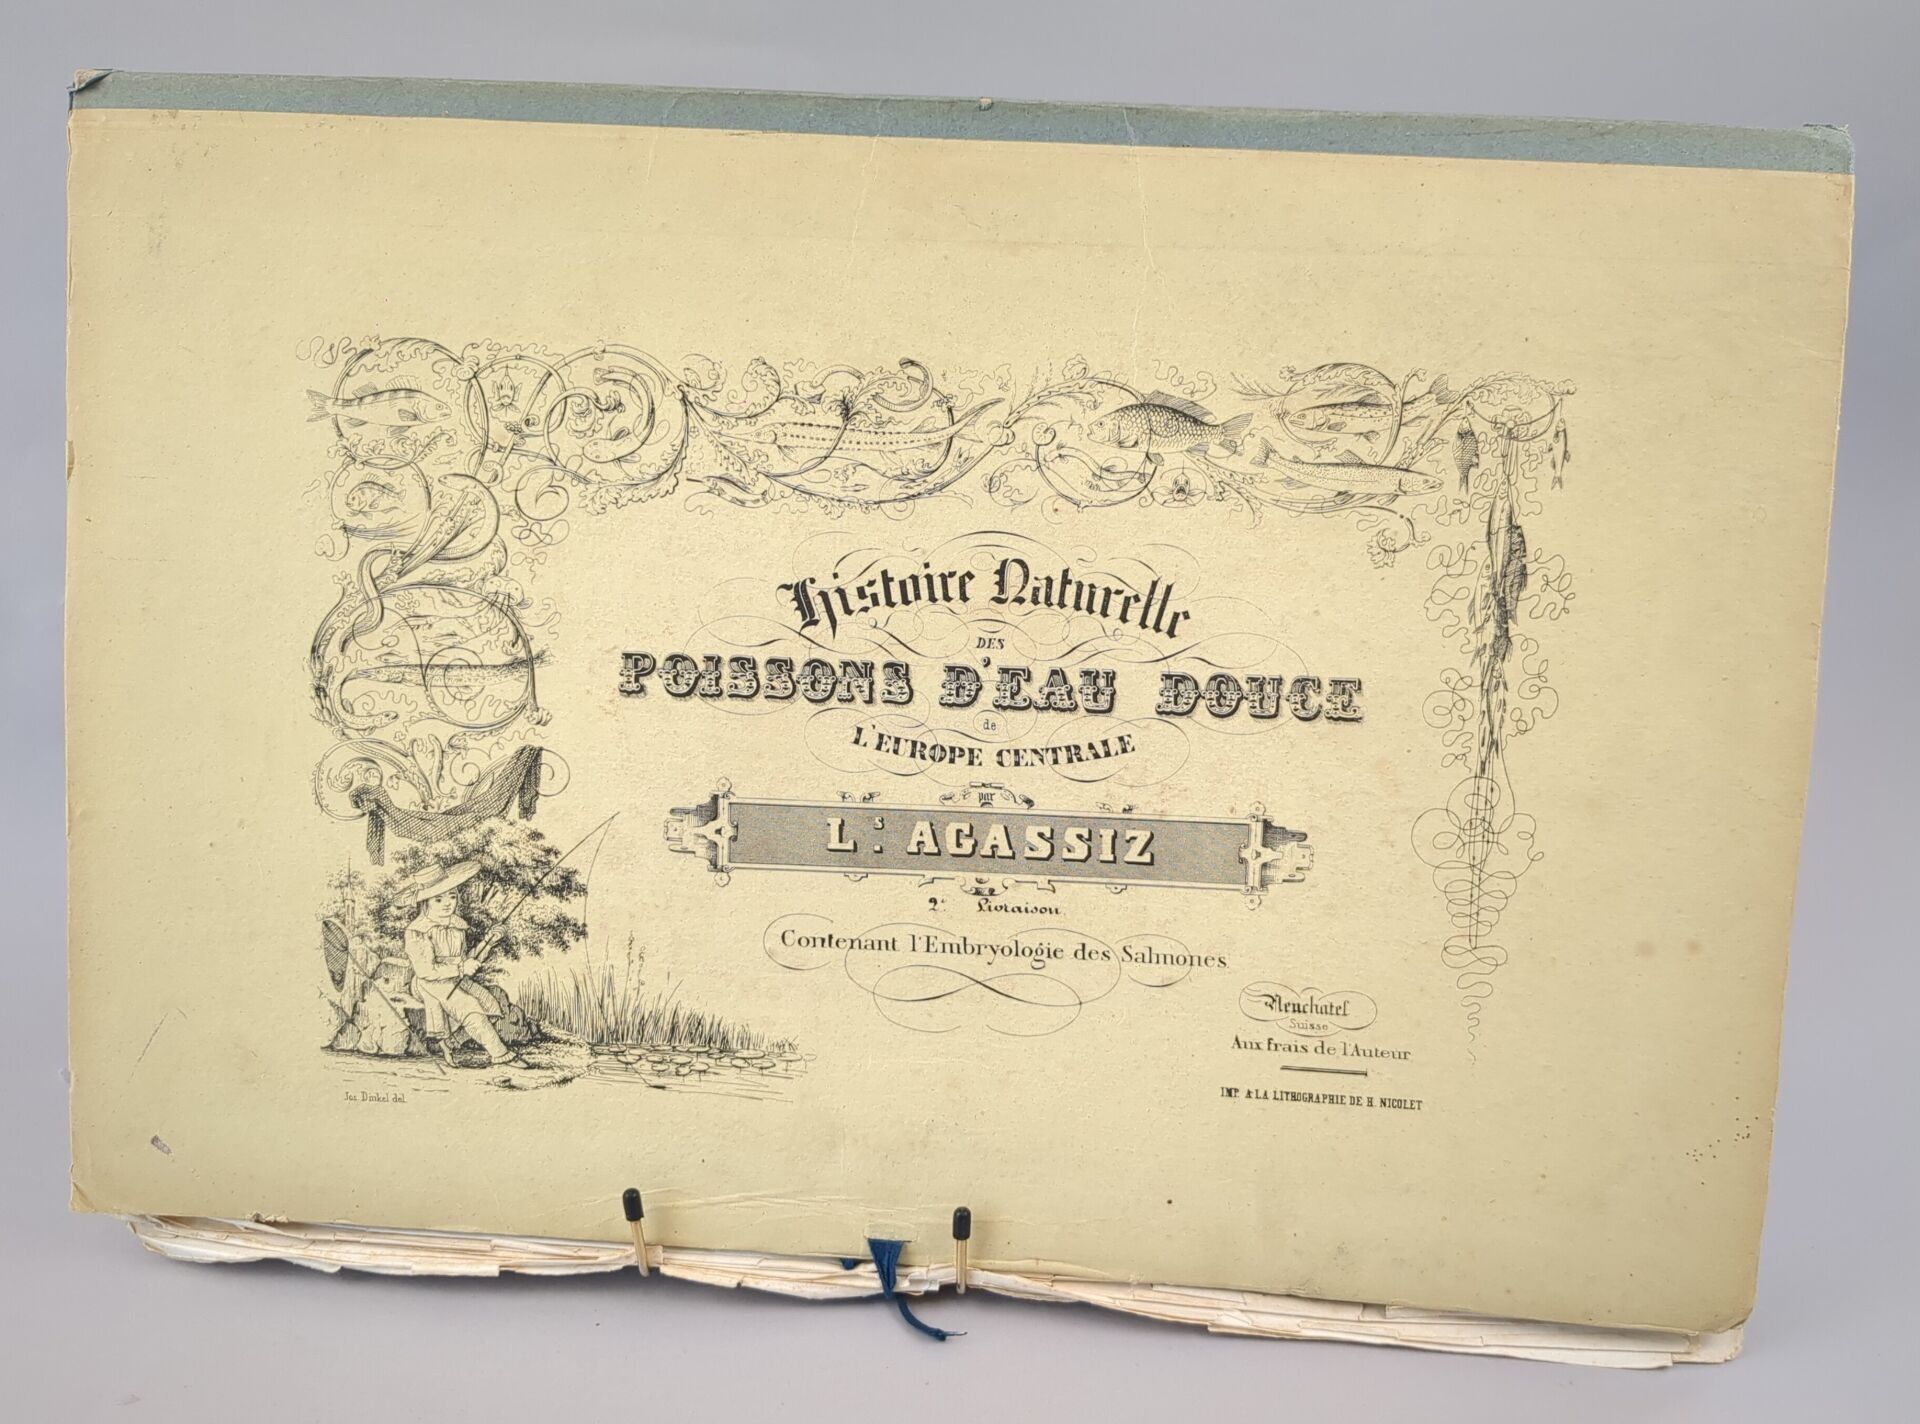 Histoire Naturelle
DES
POISSONS D'EAU DOUCE
de
L'EUROPE CENTRALE
par
Ls. AGASSIZ
2e. Livraison.
Contenant l'Embryologie des Salmones.
Neuchatel
Suisse
Aux frais de l'Auteur
IMP. A LA LITHOGRAPHIE DE H. NICOLET
Jos. Dinkel del.